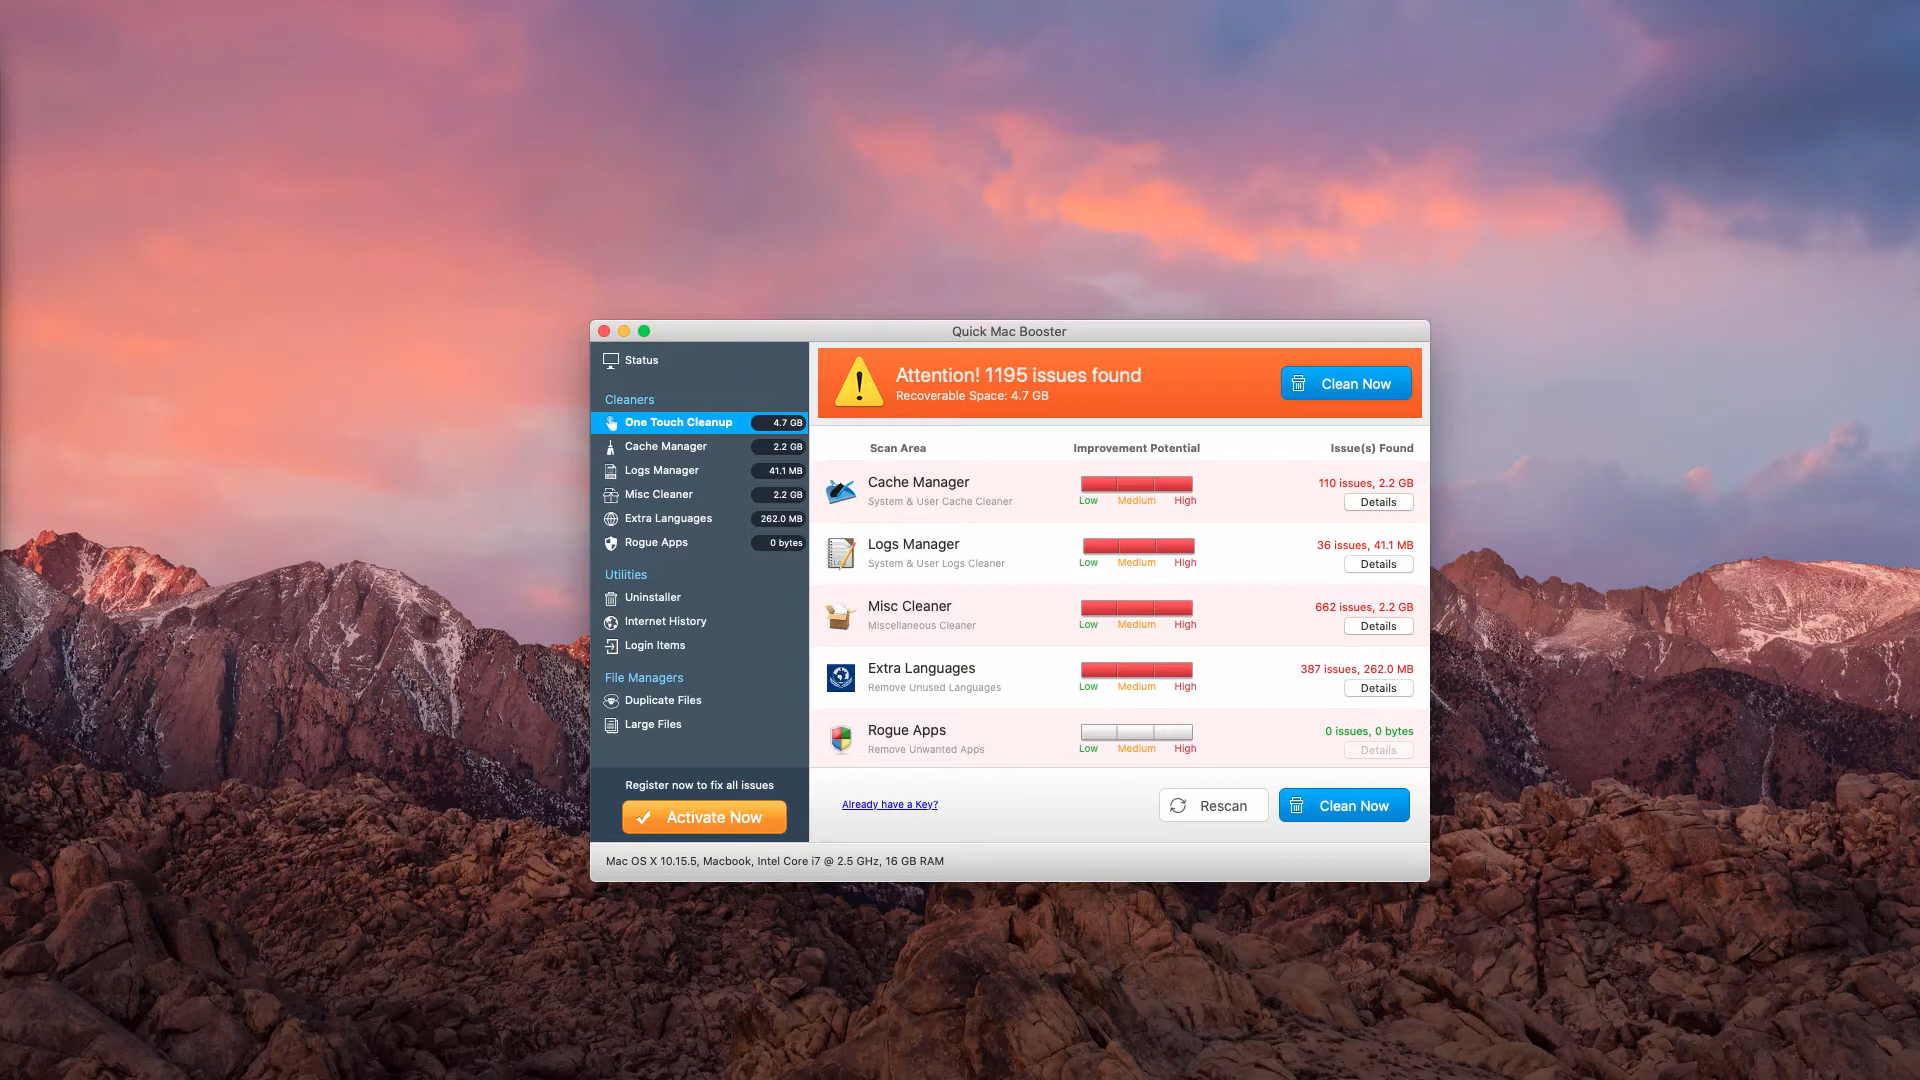 Quick Mac Booster
Status
Cleaners
One Touch Cleanup 4.7 GB
Cache Manager 2.2 GB
Logs Manager 41.1 MB
Misc Cleaner 2.2 GB
Extra Languages 262.0 MB
Rogue Apps 0 bytes
Utilities
Uninstaller
Internet History
Login Items
File Managers
Duplicate Files
Large Files
Register now to fix all issues
Activate Now
Attention! 1195 issues found
Recoverable Space: 4.7 GB
Clean Now
Scan Area Improvement Potential Issue(s) Found
Cache Manager
System & User Cache Cleaner
Low Medium High
110 issues, 2.2 GB
Details
Logs Manager
System & User Logs Cleaner
Low Medium High
36 issues, 41.1 MB
Details
Misc Cleaner
Miscellaneous Cleaner
Low Medium High
662 issues, 2.2 GB
Details
Extra Languages
Remove Unused Languages
Low Medium High
387 issues, 262.0 MB
Details
Rogue Apps
Remove Unwanted Apps
Low Medium High
0 issues, 0 bytes
Details
Already have a Key?
Rescan
Clean Now
Mac OS X 10.15.5, Macbook, Intel Core i7 @ 2.5 GHz, 16 GB RAM